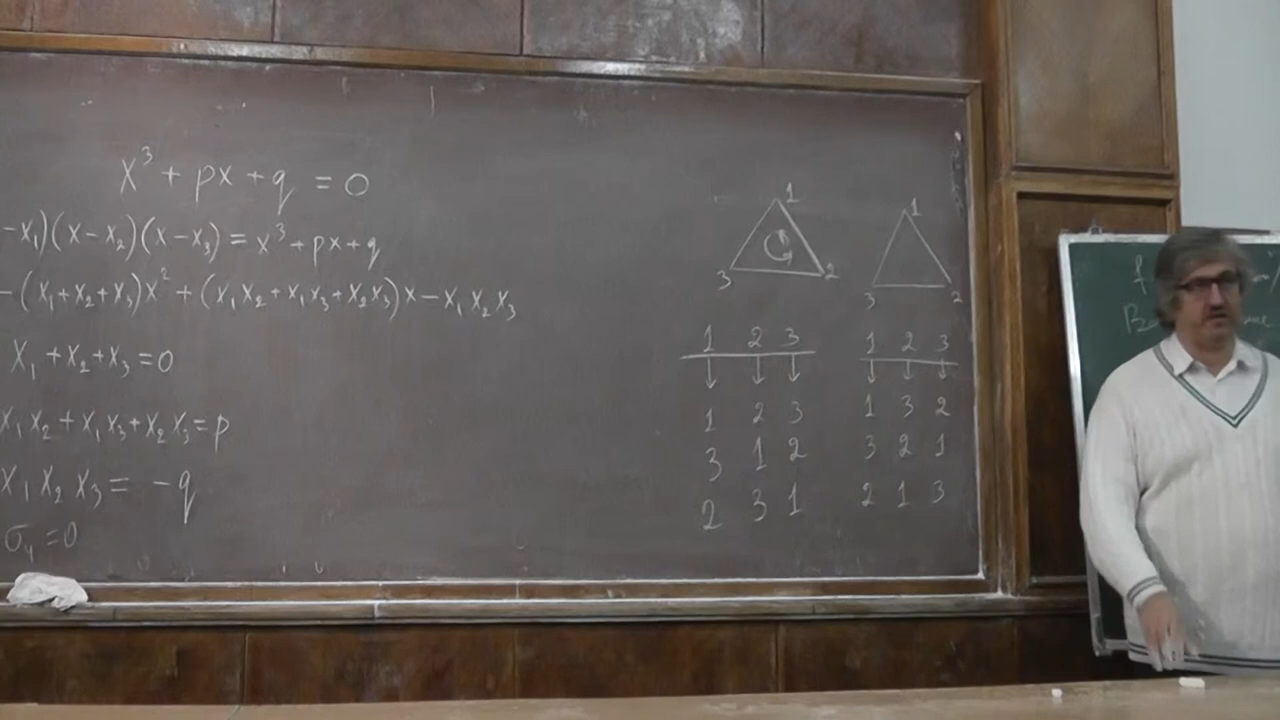 x³ + px + q = 0
-x₁)(x-x₂)(x-x₃) = x³ + px + q
-(x₁+x₂+x₃)x² + (x₁x₂+x₁x₃+x₂x₃)x - x₁x₂x₃
x₁+x₂+x₃=0
x₁x₂+x₁x₃+x₂x₃=p
x₁x₂x₃= -q
σ₄=0
1
3 2
1 2 3
1 2 3
3 1 2
2 3 1
1
3 2
1 2 3
1 3 2
3 2 1
2 1 3